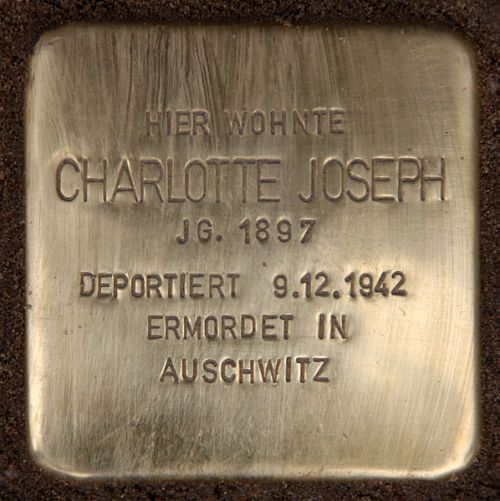 HIER WOHNTE
CHARLOTTE JOSEPH
JG. 1897
DEPORTIERT 9.12.1942
ERMORDET IN
AUSCHWITZ